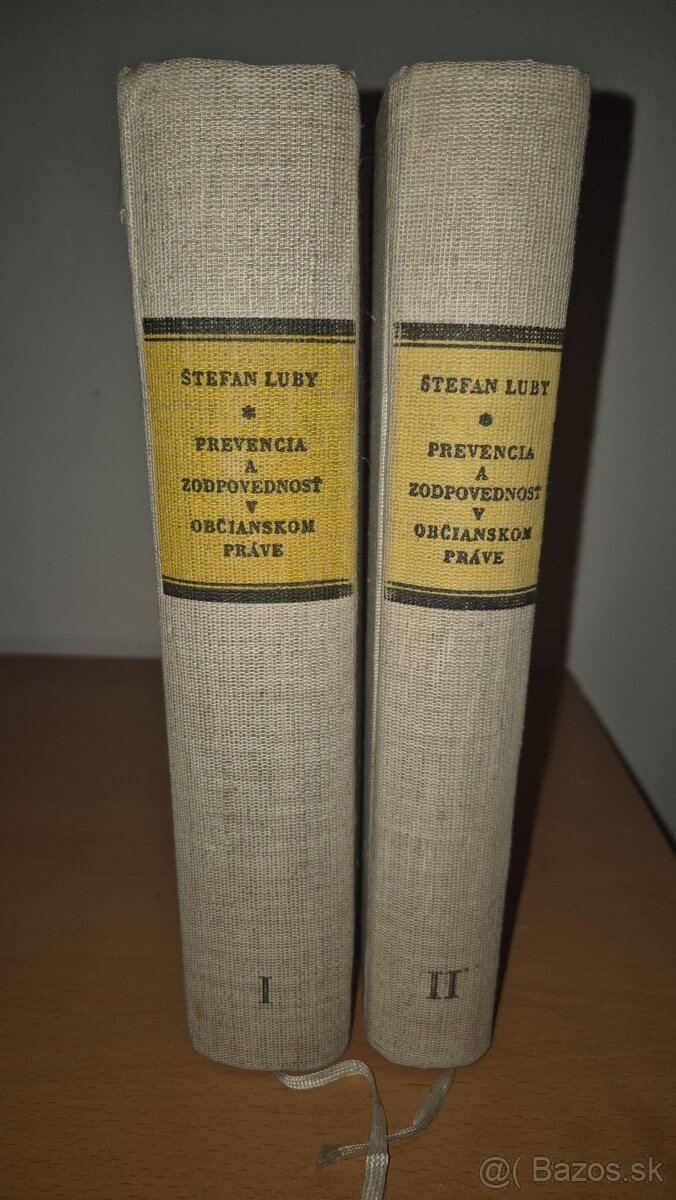 ŠTEFAN LUBY
*
PREVENCIA
A
ZODPOVEDNOSŤ
V
OBČIANSKOM
PRÁVE
I
ŠTEFAN LUBY
*
PREVENCIA
A
ZODPOVEDNOSŤ
V
OBČIANSKOM
PRÁVE
II
@( Bazos.sk